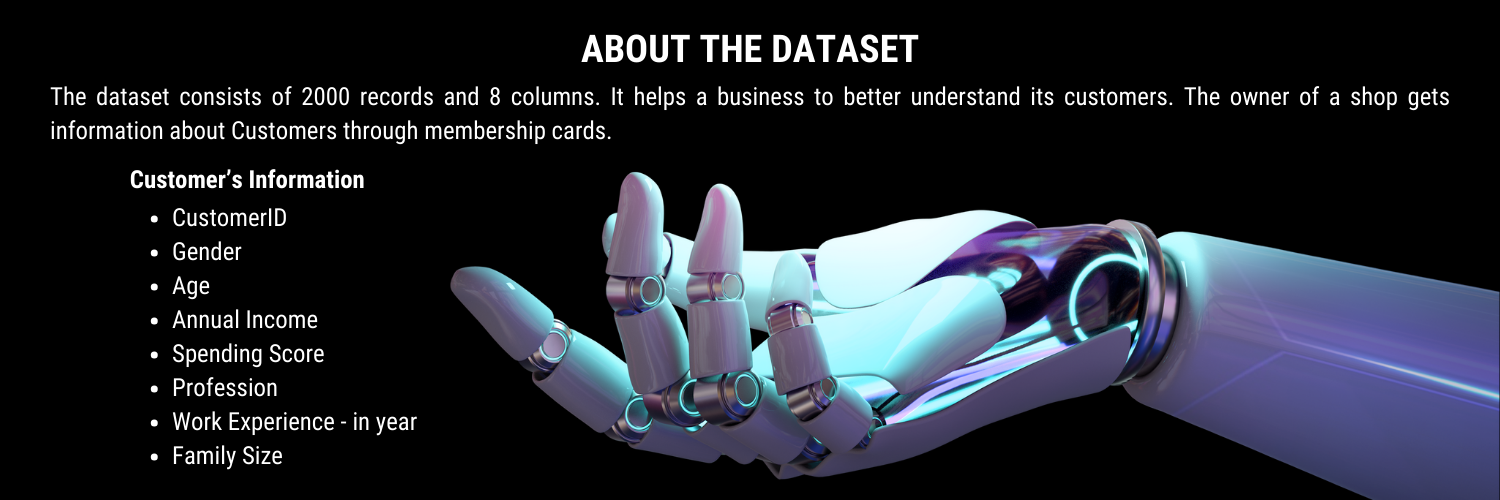 ABOUT THE DATASET
The dataset consists of 2000 records and 8 columns. It helps a business to better understand its customers. The owner of a shop gets
information about Customers through membership cards.
Customer’s Information
• CustomerID
• Gender
• Age
• Annual Income
• Spending Score
• Profession
• Work Experience - in year
• Family Size